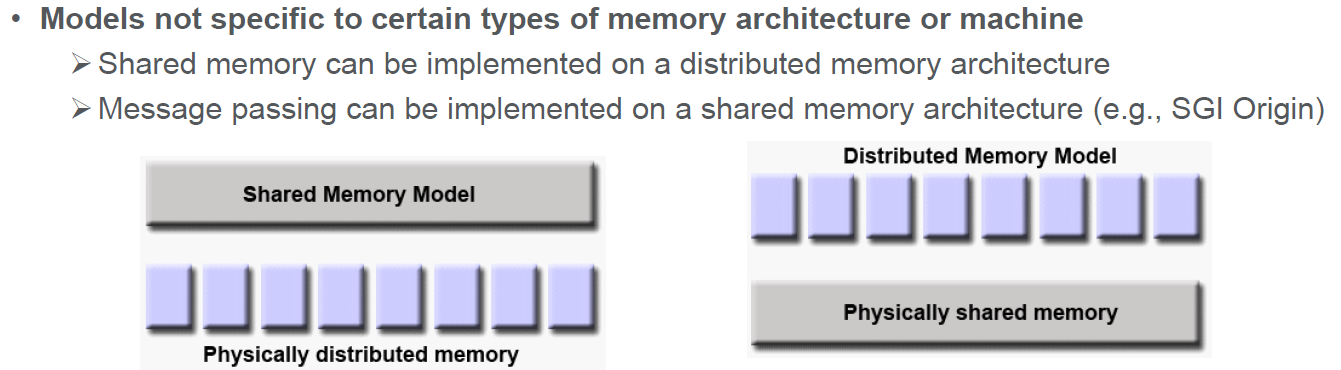 • Models not specific to certain types of memory architecture or machine
➢ Shared memory can be implemented on a distributed memory architecture
➢ Message passing can be implemented on a shared memory architecture (e.g., SGI Origin)
Shared Memory Model
Physically distributed memory
Distributed Memory Model
Physically shared memory